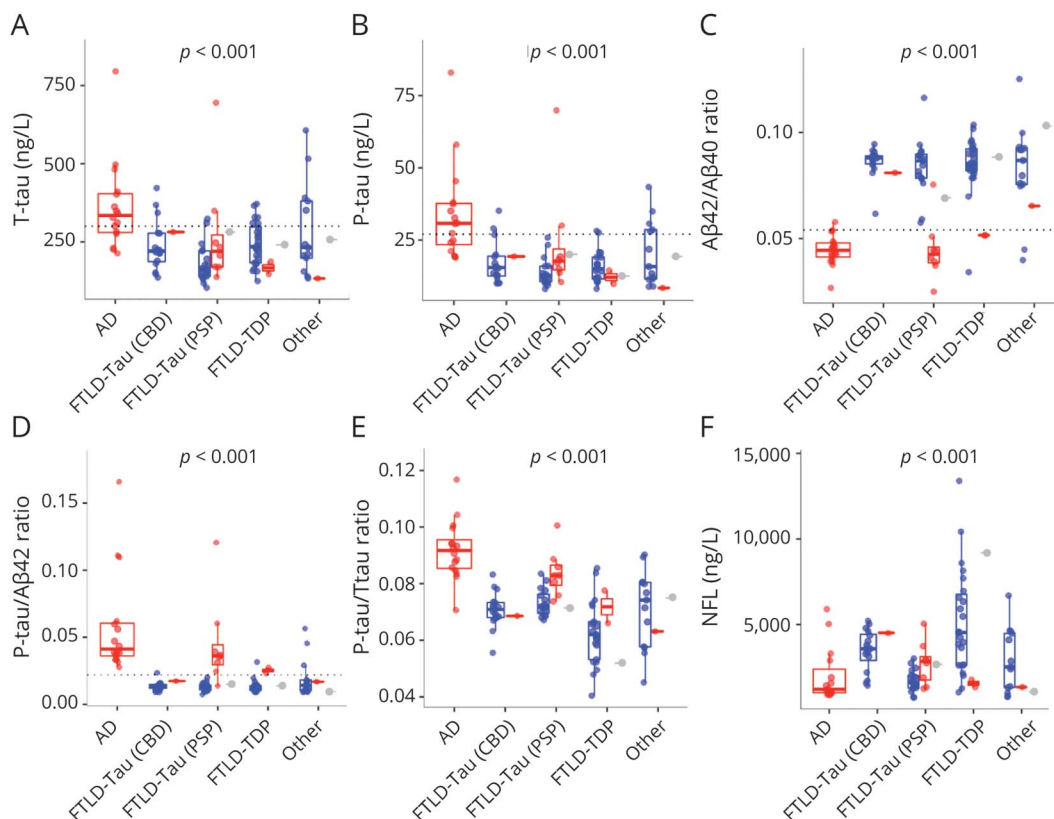 A
p < 0.001
T-tau (ng/L)
750
500
250
AD
FTLD-Tau (CBD)
FTLD-Tau (PSP)
FTLD-TDP
Other
B
p < 0.001
P-tau (ng/L)
75
50
25
AD
FTLD-Tau (CBD)
FTLD-Tau (PSP)
FTLD-TDP
Other
C
p < 0.001
Aβ42/Aβ40 ratio
0.10
0.05
AD
FTLD-Tau (CBD)
FTLD-Tau (PSP)
FTLD-TDP
Other
D
p < 0.001
P-tau/Aβ42 ratio
0.15
0.10
0.05
0.00
AD
FTLD-Tau (CBD)
FTLD-Tau (PSP)
FTLD-TDP
Other
E
p < 0.001
P-tau/Ttau ratio
0.12
0.10
0.08
0.06
0.04
AD
FTLD-Tau (CBD)
FTLD-Tau (PSP)
FTLD-TDP
Other
F
p < 0.001
NFL (ng/L)
15,000
10,000
5,000
AD
FTLD-Tau (CBD)
FTLD-Tau (PSP)
FTLD-TDP
Other